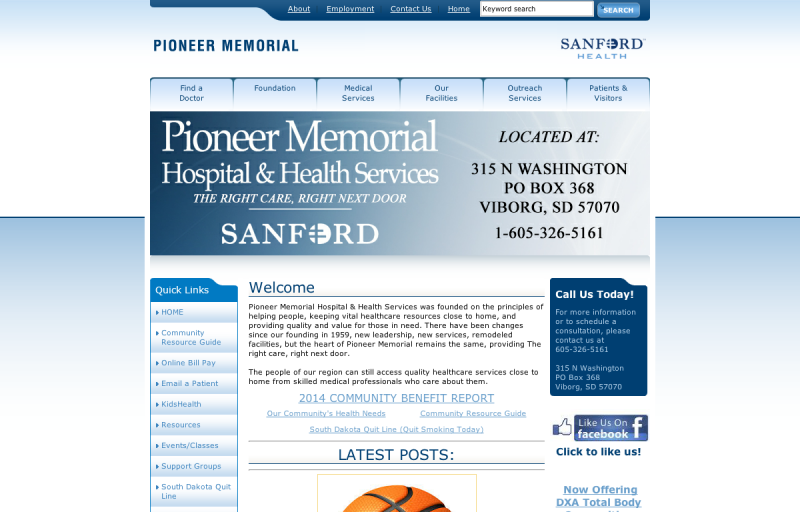 About
Employment
Contact Us
Home
Keyword search
SEARCH
PIONEER MEMORIAL
SANFORD
HEALTH
Find a
Doctor
Foundation
Medical
Services
Our
Facilities
Outreach
Services
Patients &
Visitors
Pioneer Memorial
Hospital & Health Services
THE RIGHT CARE, RIGHT NEXT DOOR
SANFORD
LOCATED AT:
315 N WASHINGTON
PO BOX 368
VIBORG, SD 57070
1-605-326-5161
Quick Links
HOME
Community
Resource Guide
Online Bill Pay
Email a Patient
KidsHealth
Resources
Events/Classes
Support Groups
South Dakota Quit
Line
Welcome
Pioneer Memorial Hospital & Health Services was founded on the principles of
helping people, keeping vital healthcare resources close to home, and
providing quality and value for those in need. There have been changes
since our founding in 1959, new leadership, new services, remodeled
facilities, but the heart of Pioneer Memorial remains the same, providing The
right care, right next door.
The people of our region can still access quality healthcare services close to
home from skilled medical professionals who care about them.
2014 COMMUNITY BENEFIT REPORT
Our Community's Health Needs
Community Resource Guide
South Dakota Quit Line (Quit Smoking Today)
LATEST POSTS:
Call Us Today!
For more information
or to schedule a
consultation, please
contact us at
605-326-5161
315 N Washington
PO Box 368
Viborg, SD 57070
Like Us On
facebook
Click to like us!
Now Offering
DXA Total Body